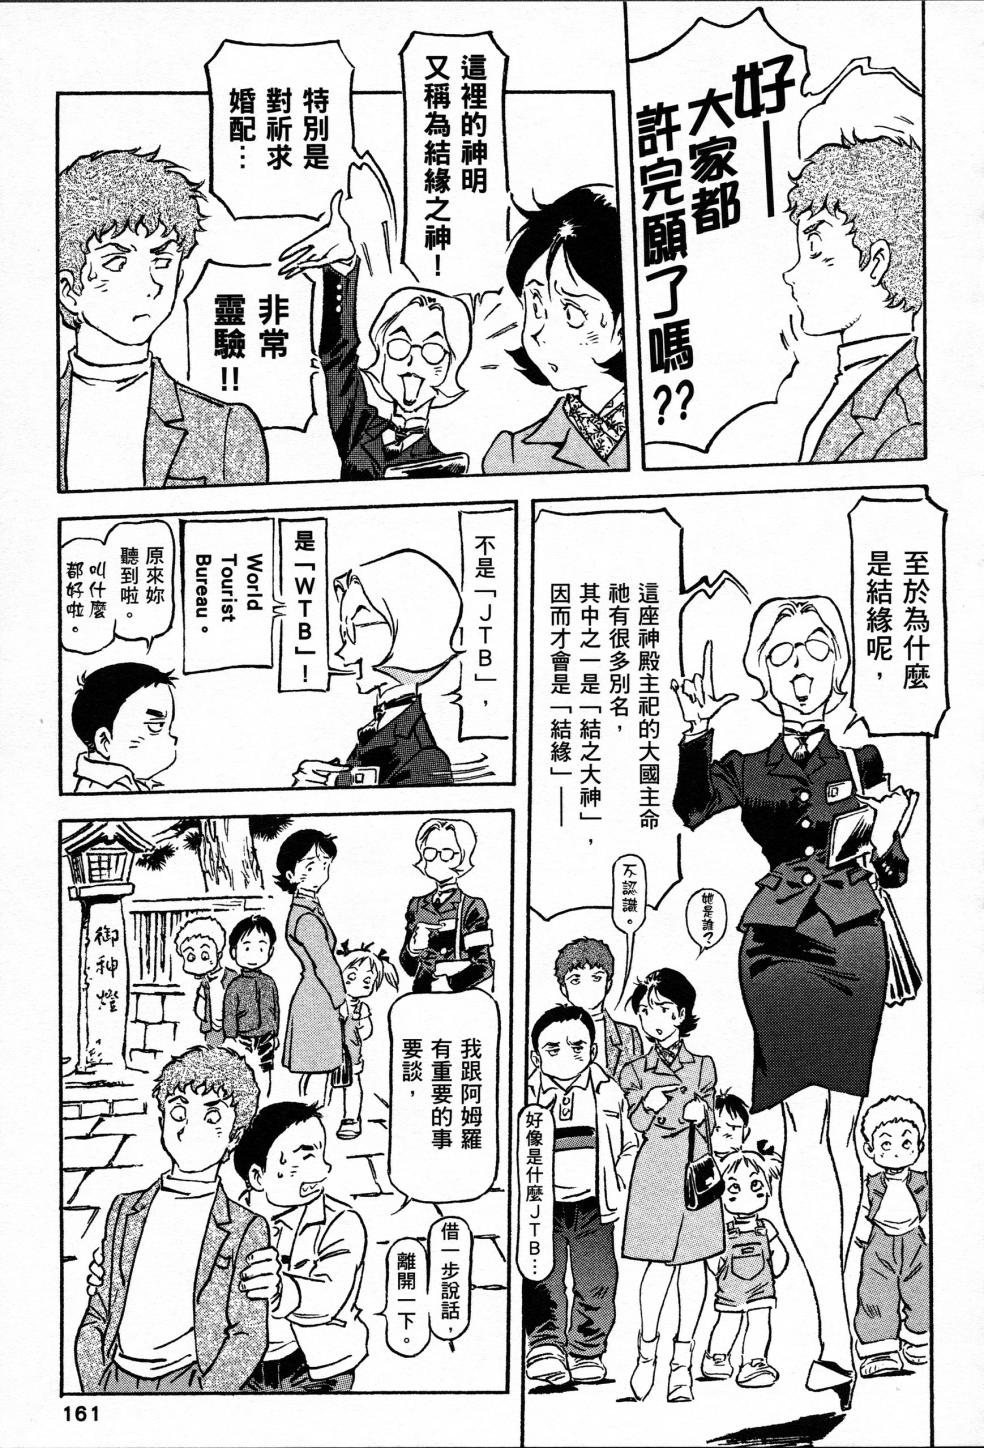 好——
大家都
許完願了嗎??
這裡的神明
又稱為結緣之神！
特別是
對祈求
婚配…
非常
靈驗!!
至於為什麼
是結緣呢，
這座神殿主祀的大國主命
祂有很多別名，
其中之一是「結之大神」，
因而才會是「結緣」——
她是誰？
不認識。
好像是什麼JTB…
不是「JTB」，
是「WTB」！
World
Tourist
Bureau。
原來妳
聽到啦。
叫什麼
都好啦。
御神燈
我跟阿姆羅
有重要的事
要談，
借一步說話，
離開一下。
161